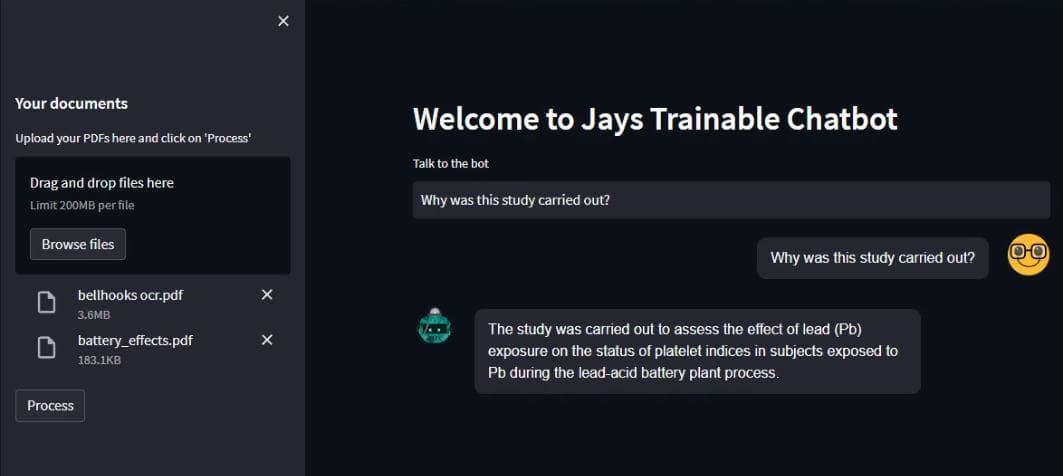 Your documents
Upload your PDFs here and click on 'Process'
Drag and drop files here
Limit 200MB per file
Browse files
bellhooks ocr.pdf
3.6MB
battery_effects.pdf
183.1KB
Process
Welcome to Jays Trainable Chatbot
Talk to the bot
Why was this study carried out?
Why was this study carried out?
The study was carried out to assess the effect of lead (Pb)
exposure on the status of platelet indices in subjects exposed to
Pb during the lead-acid battery plant process.